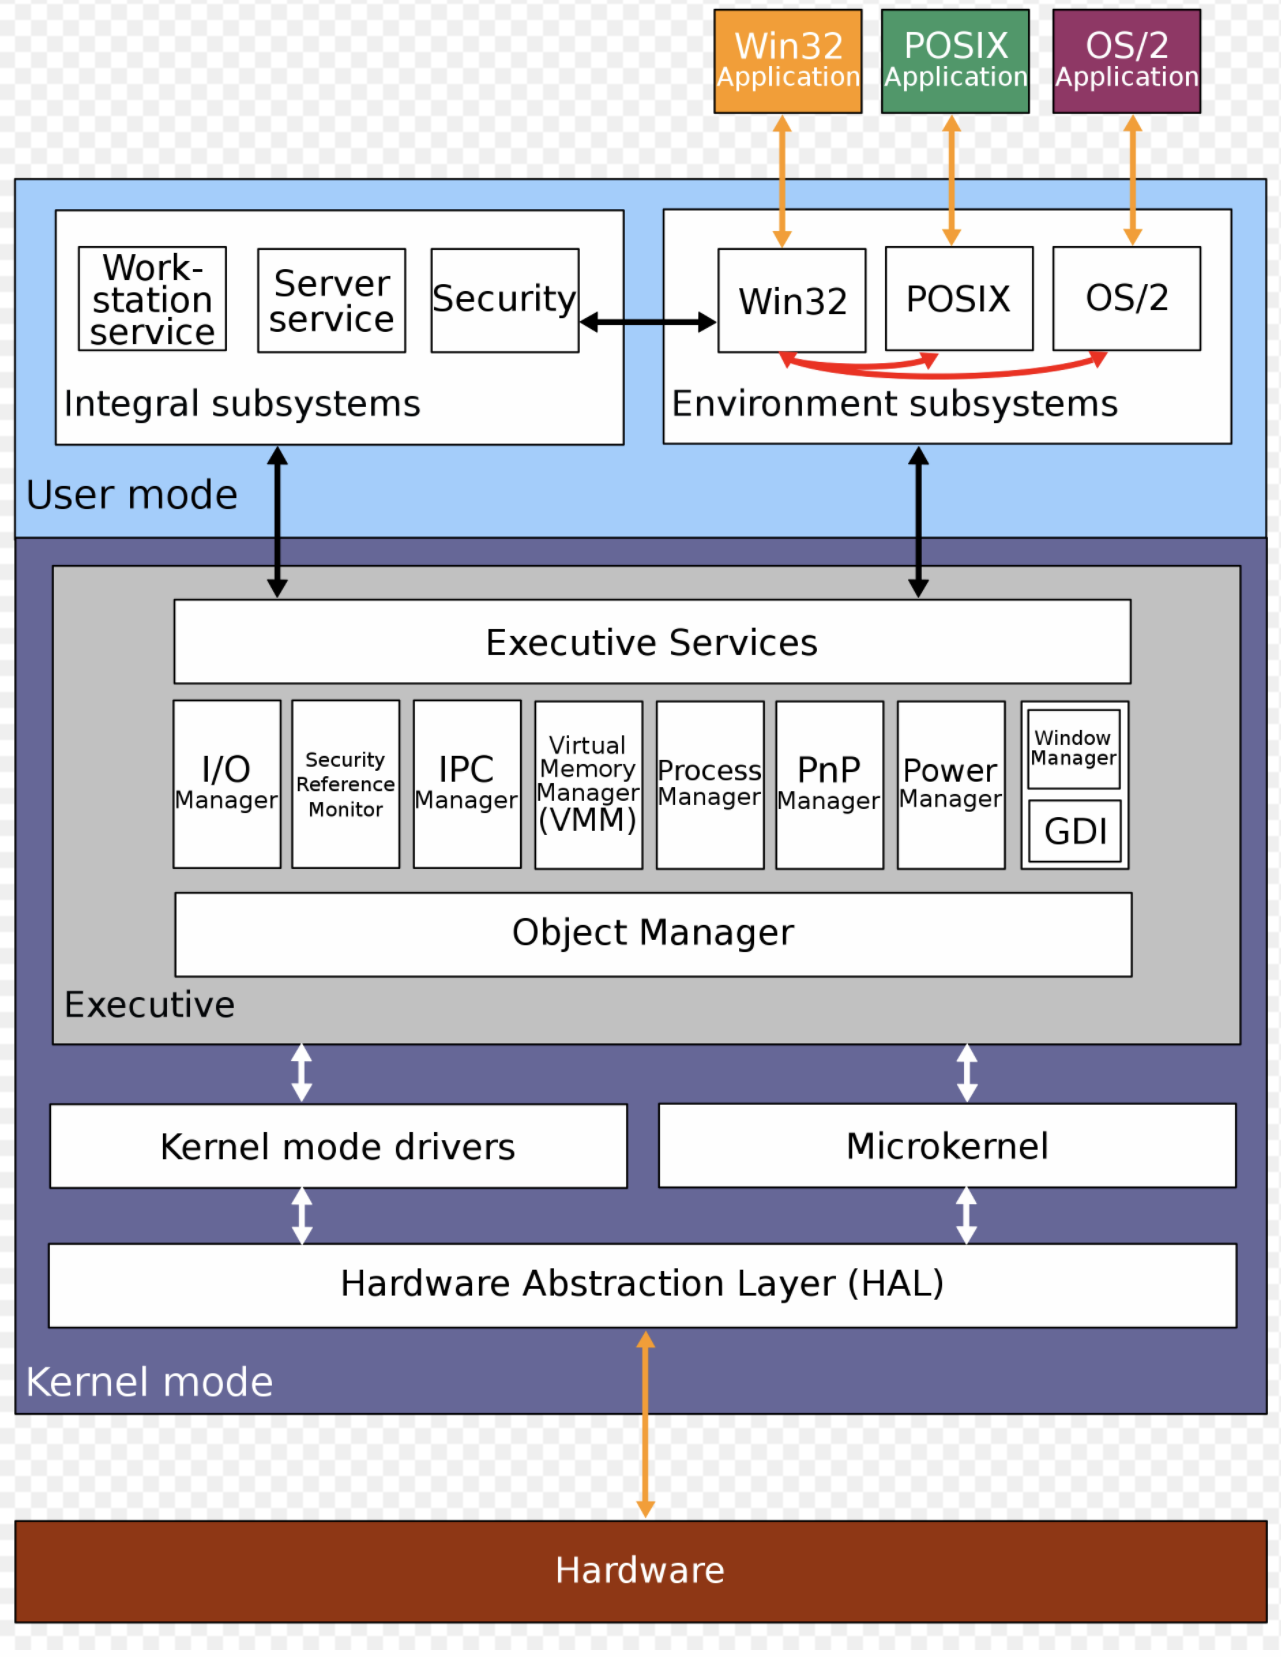 Win32
Application
POSIX
Application
OS/2
Application
Work-
station
service
Server
service
Security
Integral subsystems
Win32
POSIX
OS/2
Environment subsystems
User mode
Executive Services
I/O
Manager
Security
Reference
Monitor
IPC
Manager
Virtual
Memory
Manager
(VMM)
Process
Manager
PnP
Manager
Power
Manager
Window
Manager
GDI
Object Manager
Executive
Kernel mode drivers
Microkernel
Hardware Abstraction Layer (HAL)
Kernel mode
Hardware